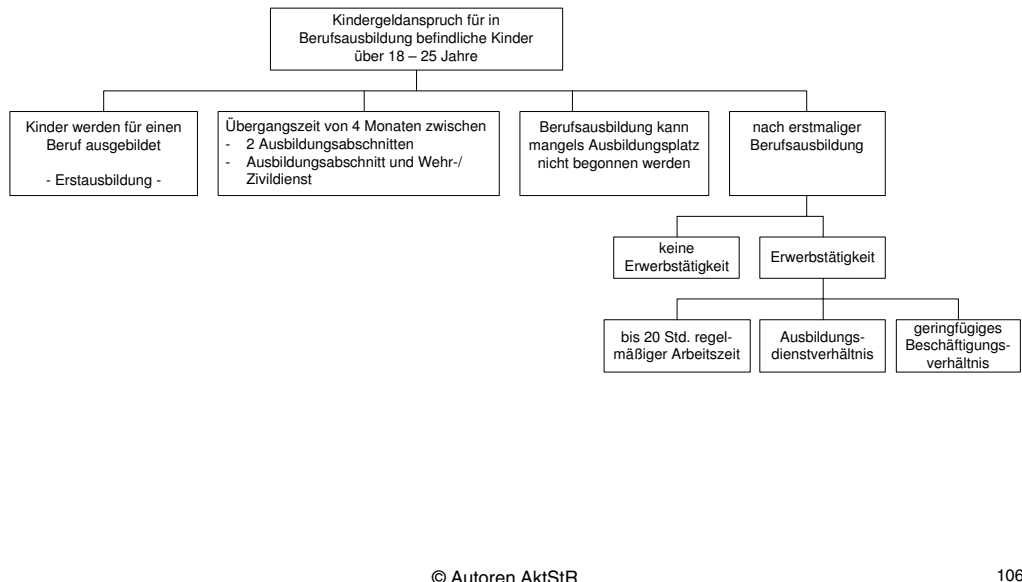 Kindergeldanspruch für in
Berufsausbildung befindliche Kinder
über 18 – 25 Jahre
Kinder werden für einen
Beruf ausgebildet
- Erstausbildung -
Übergangszeit von 4 Monaten zwischen
- 2 Ausbildungsabschnitten
- Ausbildungsabschnitt und Wehr-/
Zivildienst
Berufsausbildung kann
mangels Ausbildungsplatz
nicht begonnen werden
nach erstmaliger
Berufsausbildung
keine
Erwerbstätigkeit
Erwerbstätigkeit
bis 20 Std. regel-
mäßiger Arbeitszeit
Ausbildungs-
dienstverhältnis
geringfügiges
Beschäftigungs-
verhältnis
© Autoren AktStR
106